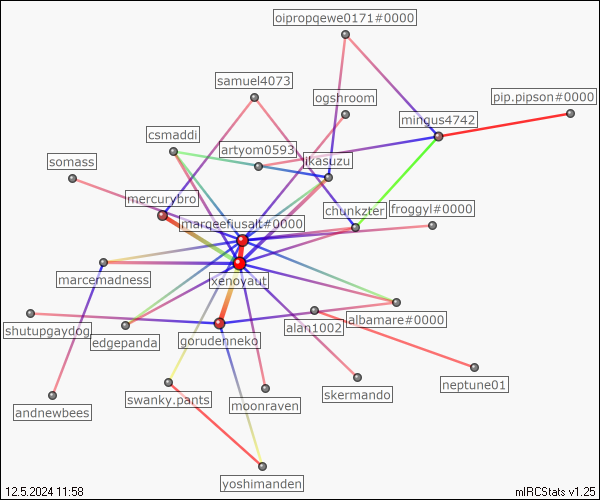 oipropqewe0171#0000
samuel4073
ogshroom
pip.pipson#0000
mingus4742
csmaddi
artyom0593
ikasuzu
somass
mercurybro
chunkzter
froggyl#0000
marqeefiusalt#0000
marcemadness
xenoyaut
shutupgaydog
edgepanda
gorudenneko
alan1002
albamare#0000
neptune01
skermando
swanky.pants
moonraven
andnewbees
yoshimanden
12.5.2024 11:58
mIRCStats v1.25